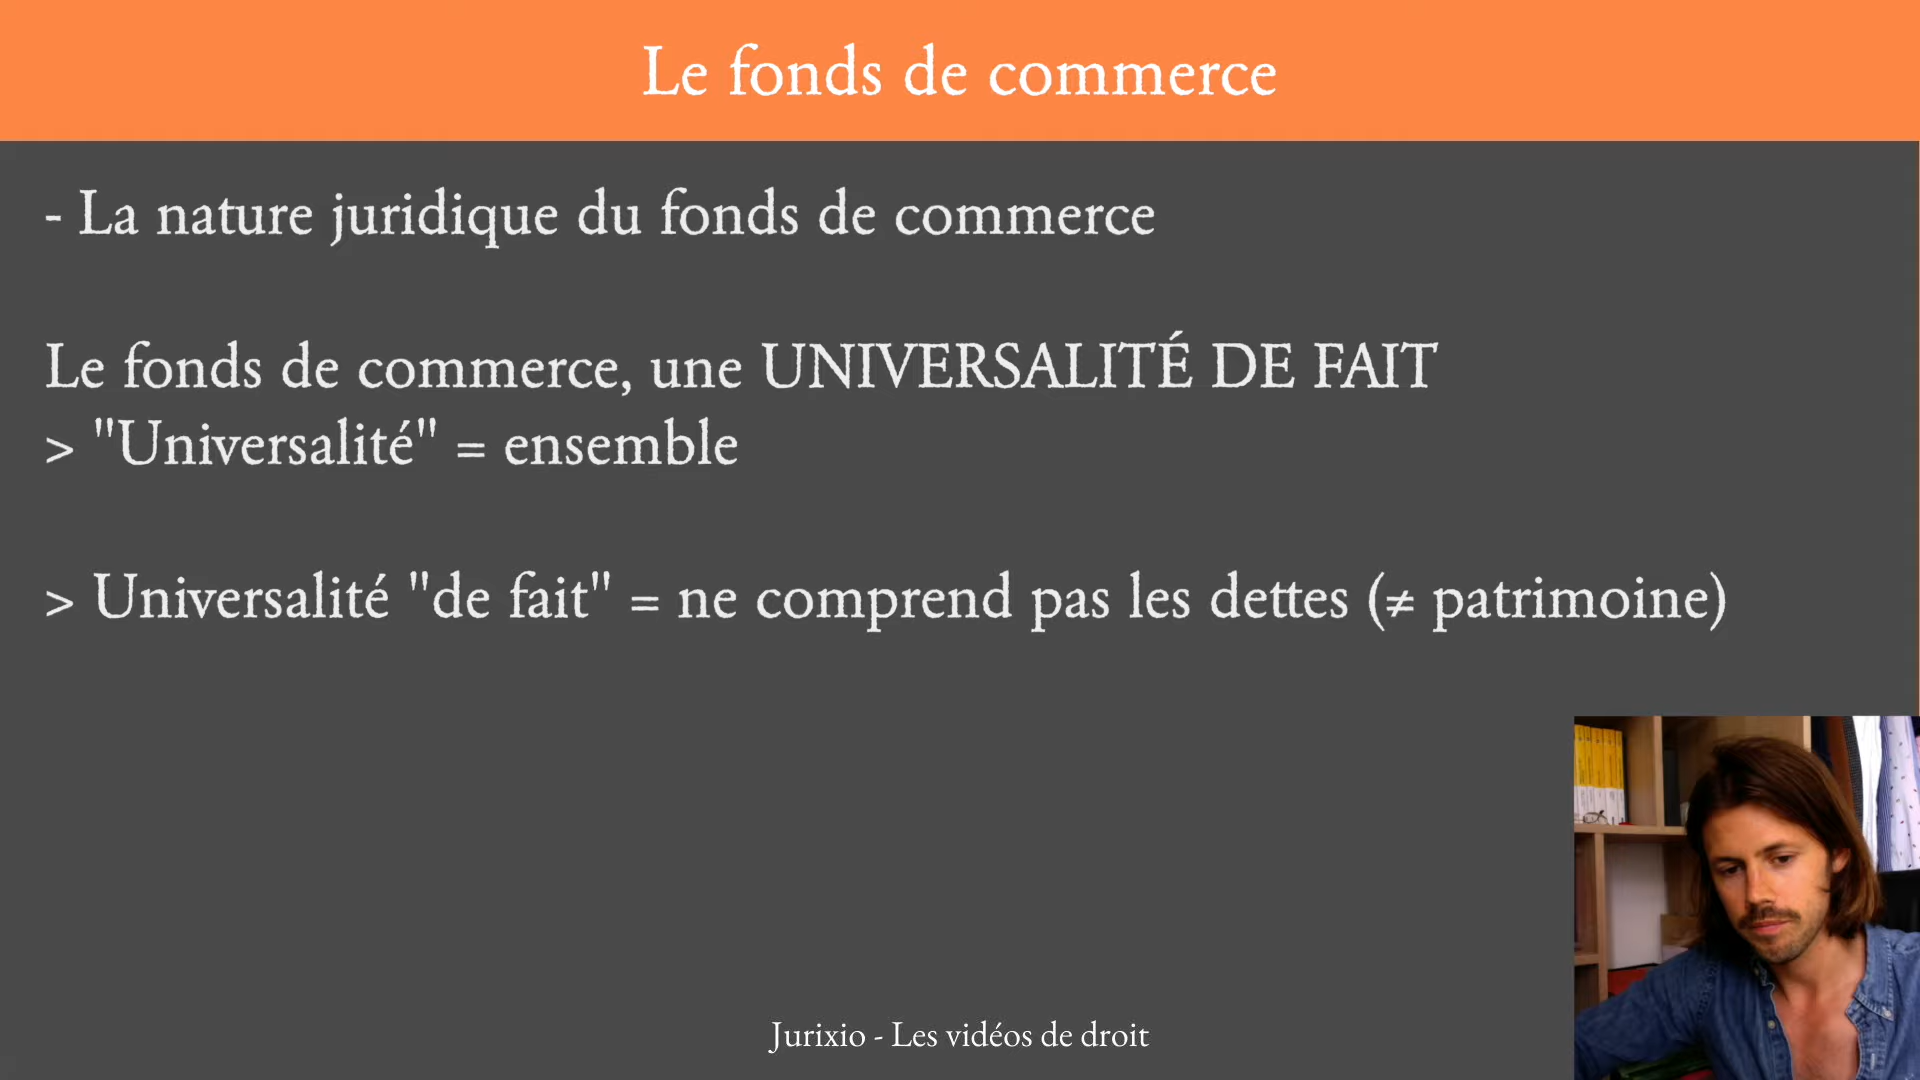 Le fonds de commerce
- La nature juridique du fonds de commerce
Le fonds de commerce, une UNIVERSALITÉ DE FAIT
> "Universalité" = ensemble
> Universalité "de fait" = ne comprend pas les dettes (≠ patrimoine)
Jurixio - Les vidéos de droit